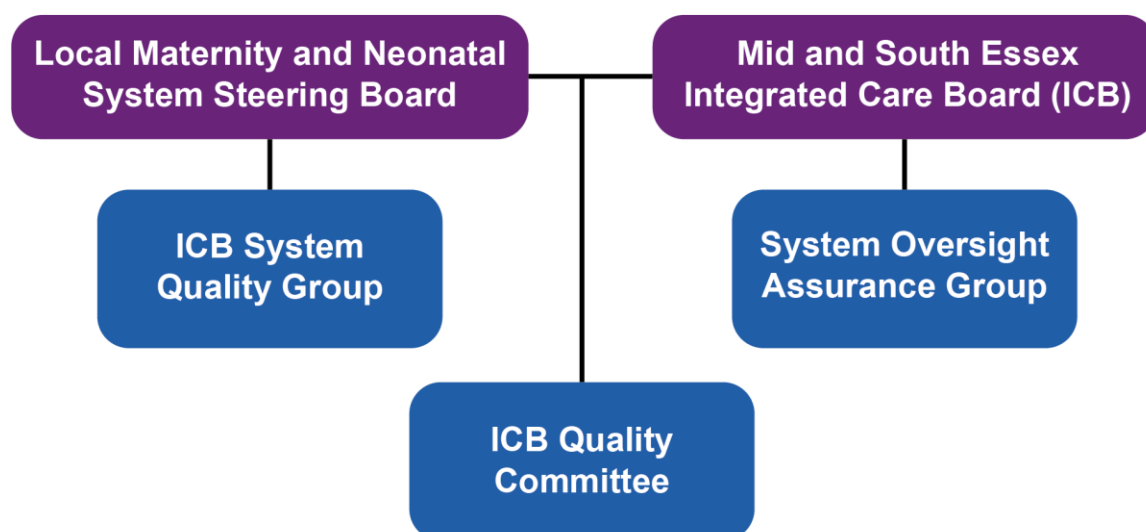 Local Maternity and Neonatal
System Steering Board
Mid and South Essex
Integrated Care Board (ICB)
ICB System
Quality Group
System Oversight
Assurance Group
ICB Quality
Committee